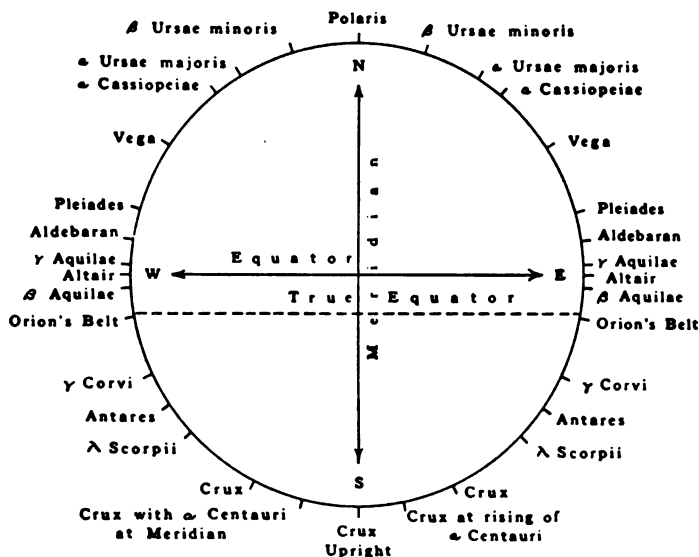 Polaris
β Ursae minoris
β Ursae minoris
α Ursae majoris
α Ursae majoris
α Cassiopeiae
α Cassiopeiae
N
Vega
Vega
Meridian
Pleiades
Pleiades
Aldebaran
Aldebaran
Equator
γ Aquilae
γ Aquilae
Altair
W
E
Altair
β Aquilae
True Equator
β Aquilae
Orion's Belt
Orion's Belt
γ Corvi
γ Corvi
Antares
Antares
λ Scorpii
λ Scorpii
S
Crux
Crux
Crux with α Centauri
at Meridian
Crux
Upright
Crux at rising of
α Centauri